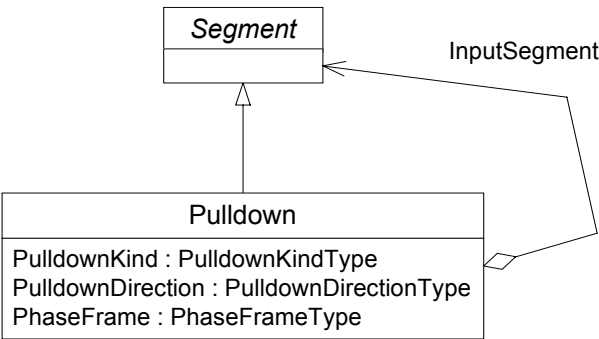 Segment
InputSegment
Pulldown
PulldownKind : PulldownKindType
PulldownDirection : PulldownDirectionType
PhaseFrame : PhaseFrameType